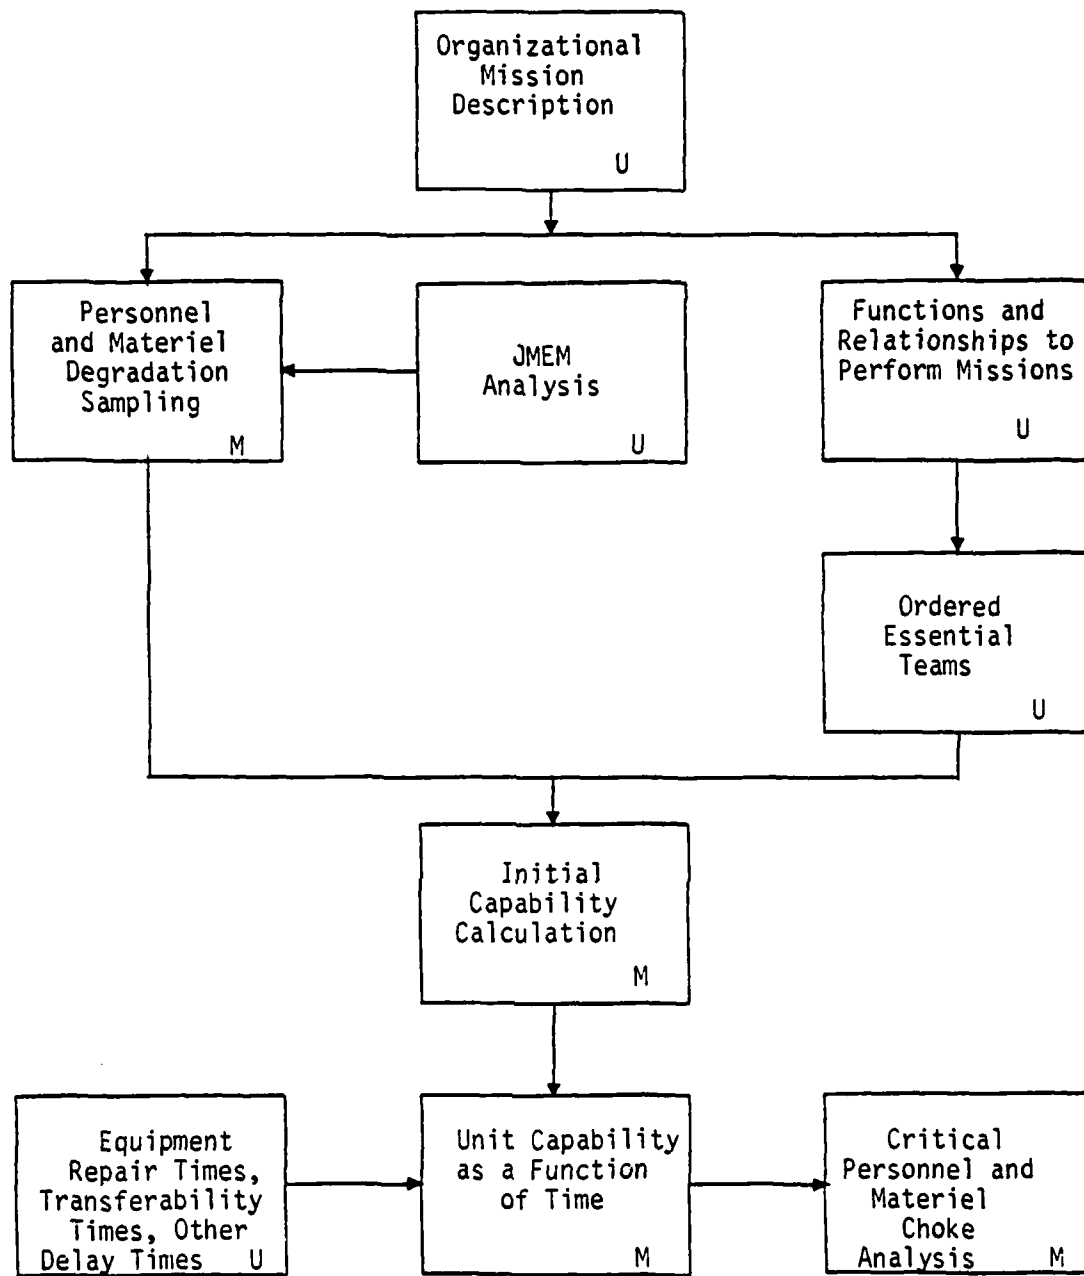 Organizational
Mission
Description
U
Personnel
and Materiel
Degradation
Sampling
M
JMEM
Analysis
U
Functions and
Relationships to
Perform Missions
U
Ordered
Essential
Teams
U
Initial
Capability
Calculation
M
Equipment
Repair Times,
Transferability
Times, Other
Delay Times U
Unit Capability
as a Function
of Time
M
Critical
Personnel and
Materiel
Choke
Analysis M